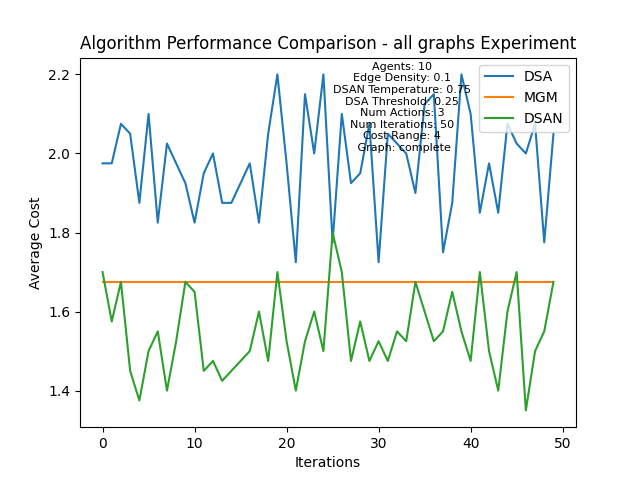 Algorithm Performance Comparison - all graphs Experiment
Agents: 10
Edge Density: 0.1
DSAN Temperature: 0.75
DSA Threshold: 0.25
Num Actions: 3
Num Iterations: 50
Cost Range: 4
Graph: complete
DSA
MGM
DSAN
2.2
2.0
1.8
1.6
1.4
Average Cost
0 10 20 30 40 50
Iterations